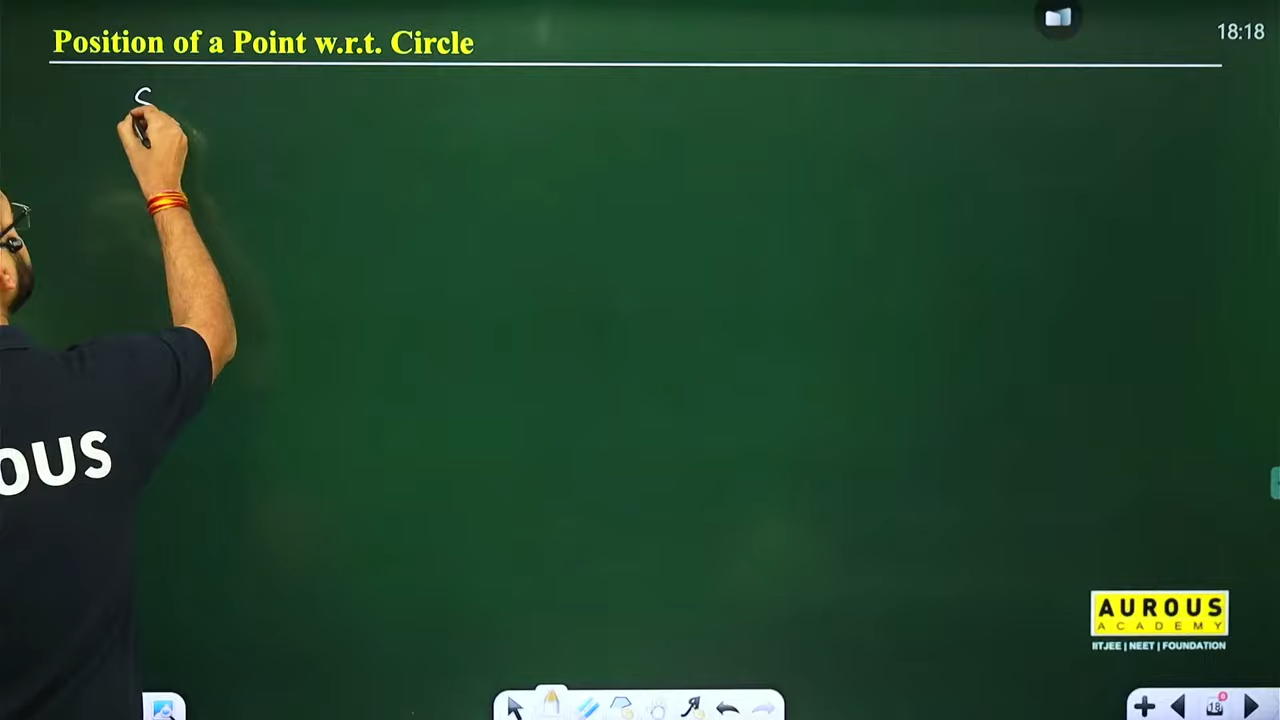 Position of a Point w.r.t. Circle
18:18
S
OUS
AUROUS
ACADEMY
IITJEE | NEET | FOUNDATION
18